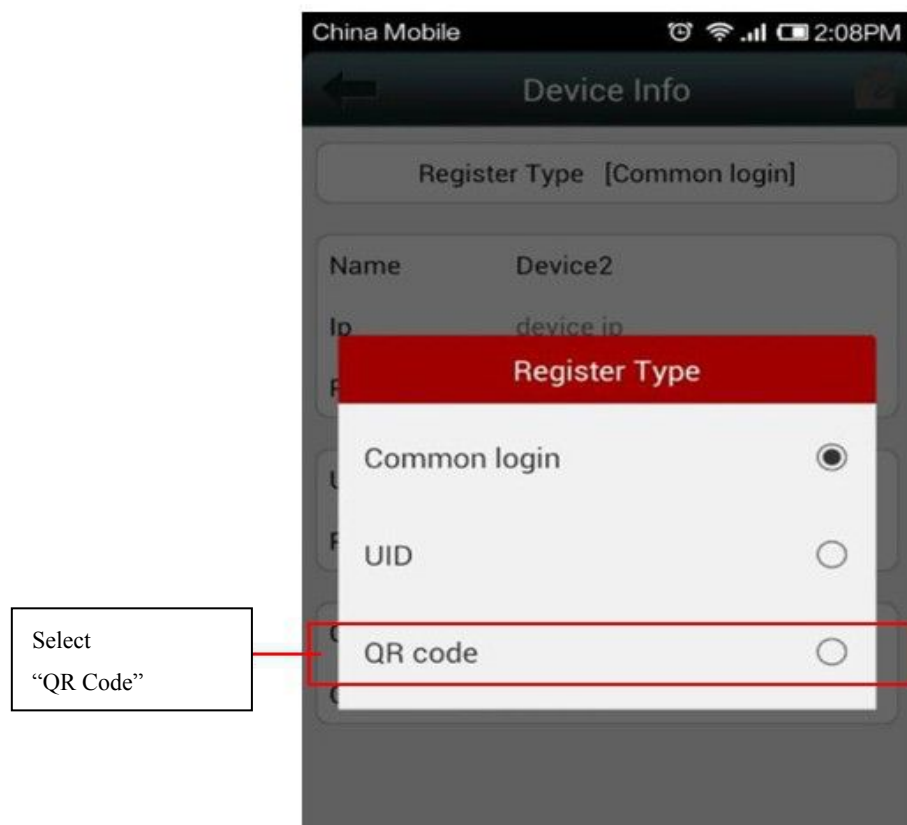 China Mobile 2:08PM
Device Info
Register Type [Common login]
Name Device2
Ip device ip
Register Type
Common login
UID
QR code
Select
“QR Code”